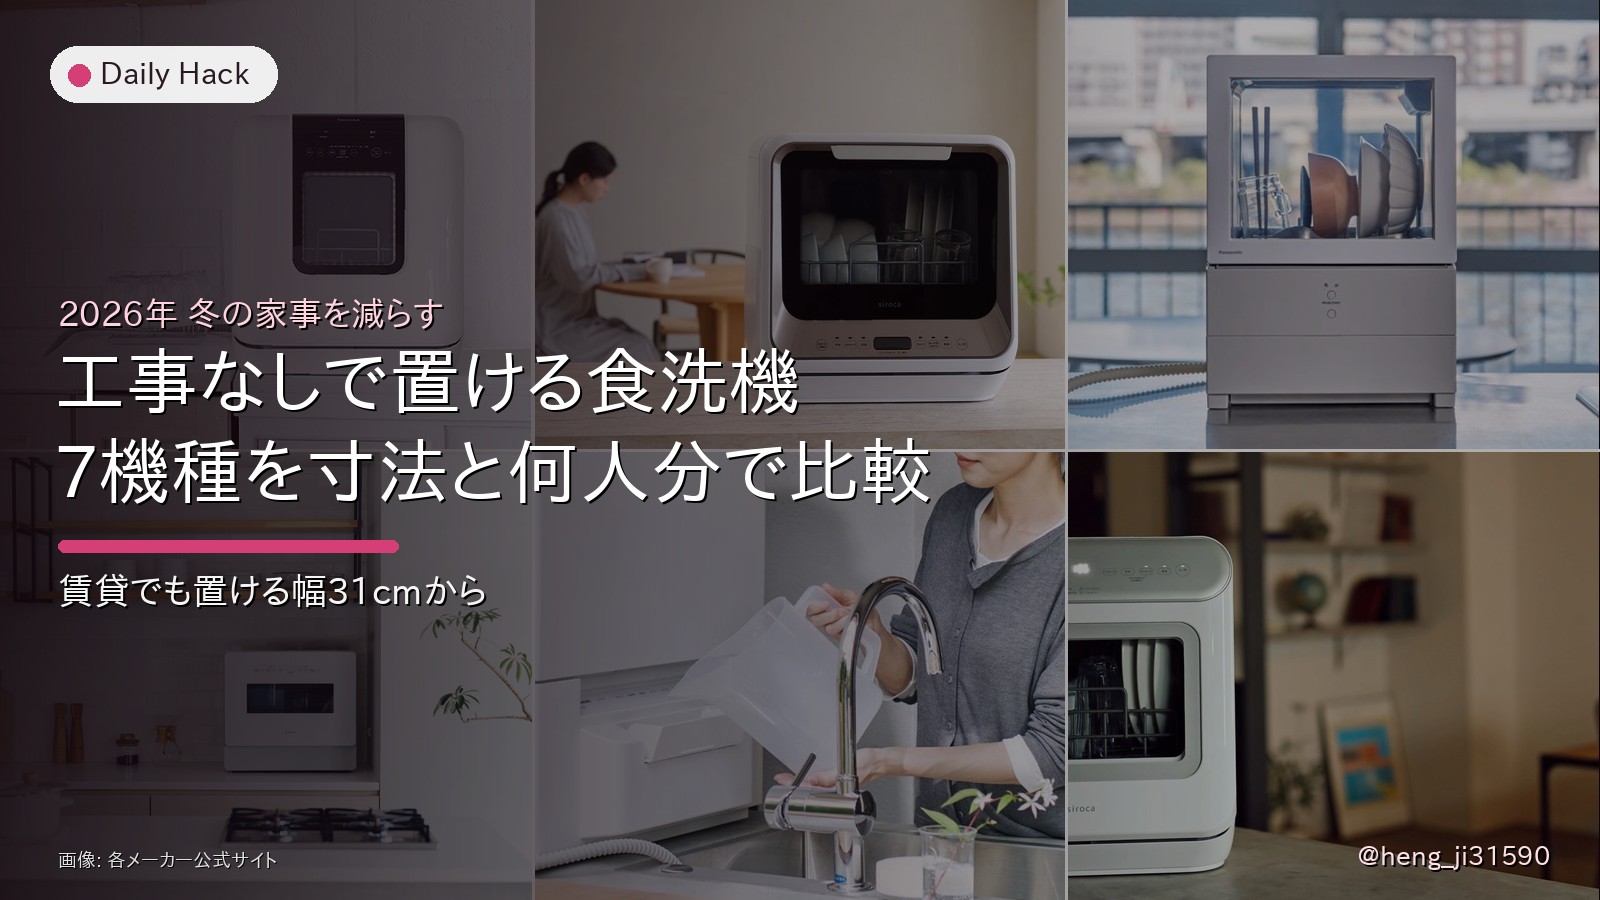 Daily Hack
2026年 冬の家事を減らす
工事なしで置ける食洗機
7機種を寸法と何人分で比較
賃貸でも置ける幅31cmから
画像: 各メーカー公式サイト
@heng_ji31590
siroca
Panasonic
siroca